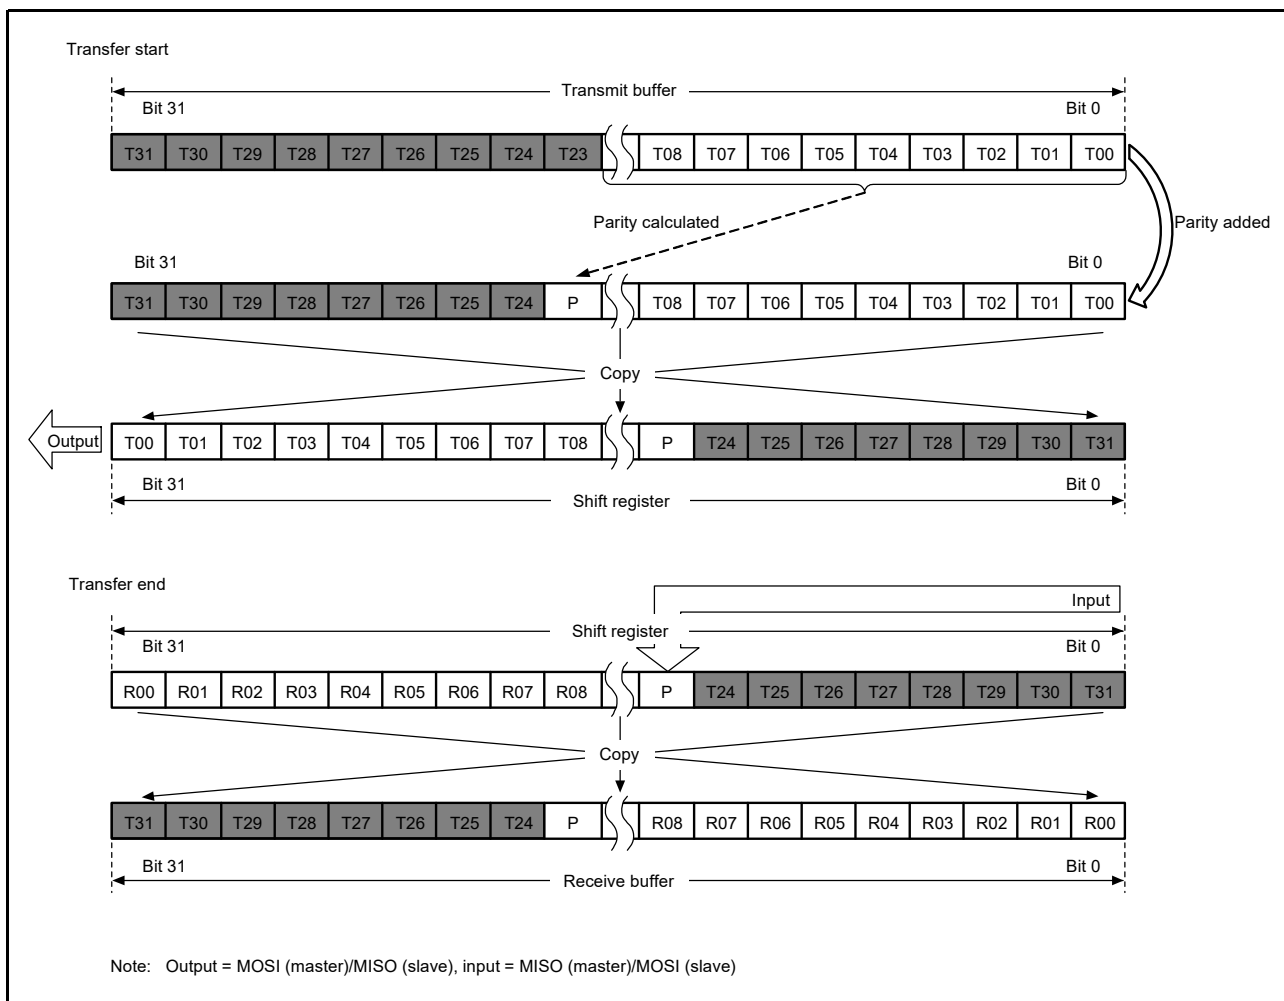 Transfer start
Transmit buffer
Bit 31 Bit 0
T31 T30 T29 T28 T27 T26 T25 T24 T23 T08 T07 T06 T05 T04 T03 T02 T01 T00
Parity calculated Parity added
Bit 31 Bit 0
T31 T30 T29 T28 T27 T26 T25 T24 P T08 T07 T06 T05 T04 T03 T02 T01 T00
Copy
Output T00 T01 T02 T03 T04 T05 T06 T07 T08 P T24 T25 T26 T27 T28 T29 T30 T31
Bit 31 Bit 0
Shift register
Transfer end
Input
Shift register
Bit 31 Bit 0
R00 R01 R02 R03 R04 R05 R06 R07 R08 P T24 T25 T26 T27 T28 T29 T30 T31
Copy
T31 T30 T29 T28 T27 T26 T25 T24 P R08 R07 R06 R05 R04 R03 R02 R01 R00
Bit 31 Bit 0
Receive buffer
Note: Output = MOSI (master)/MISO (slave), input = MISO (master)/MOSI (slave)